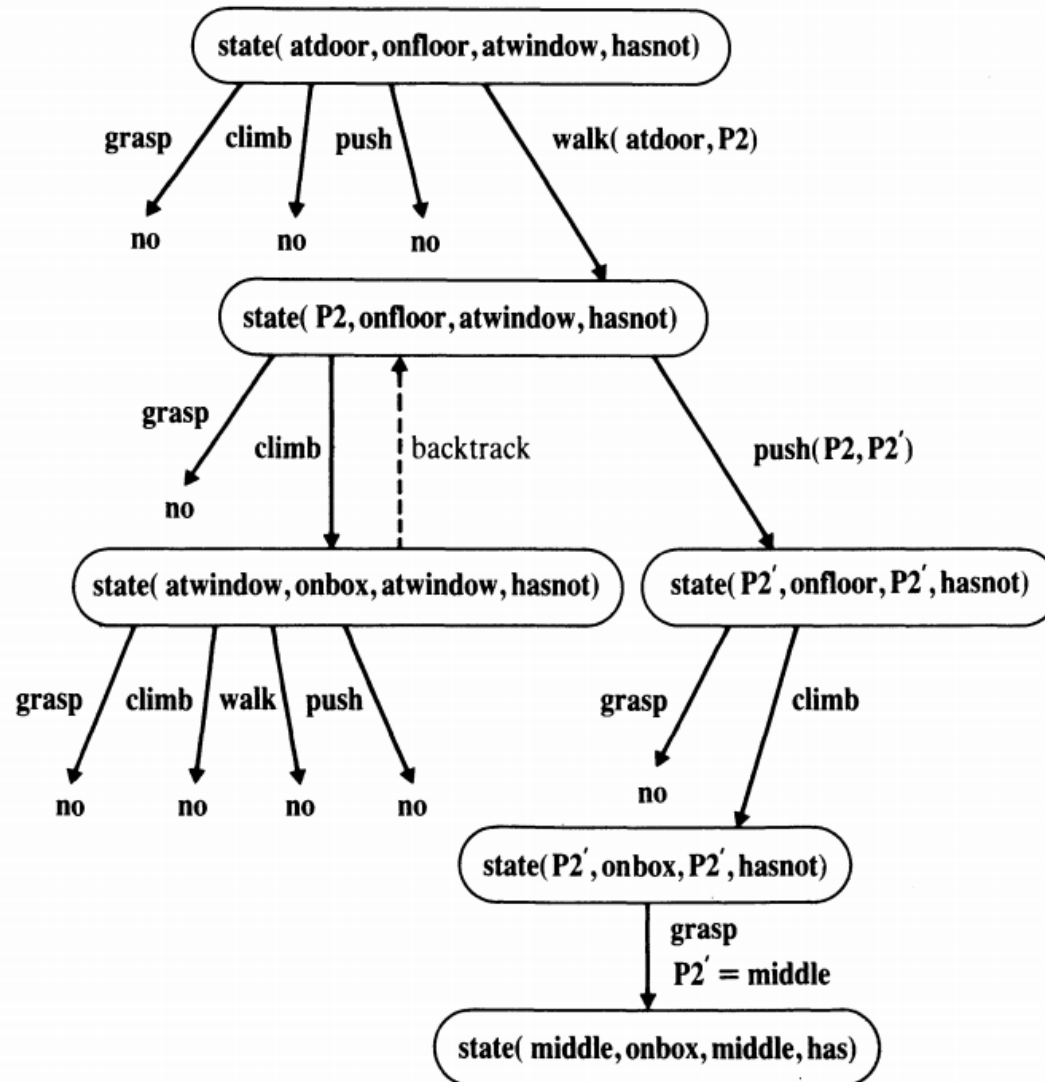 state( atdoor, onfloor, atwindow, hasnot)
grasp
climb
push
walk( atdoor, P2)
no
no
no
state( P2, onfloor, atwindow, hasnot)
grasp
climb
backtrack
push(P2, P2′)
no
state( atwindow, onbox, atwindow, hasnot)
state( P2′, onfloor, P2′, hasnot)
grasp
climb
walk
push
grasp
climb
no
no
no
no
no
state( P2′, onbox, P2′, hasnot)
grasp
P2′ = middle
state( middle, onbox, middle, has)